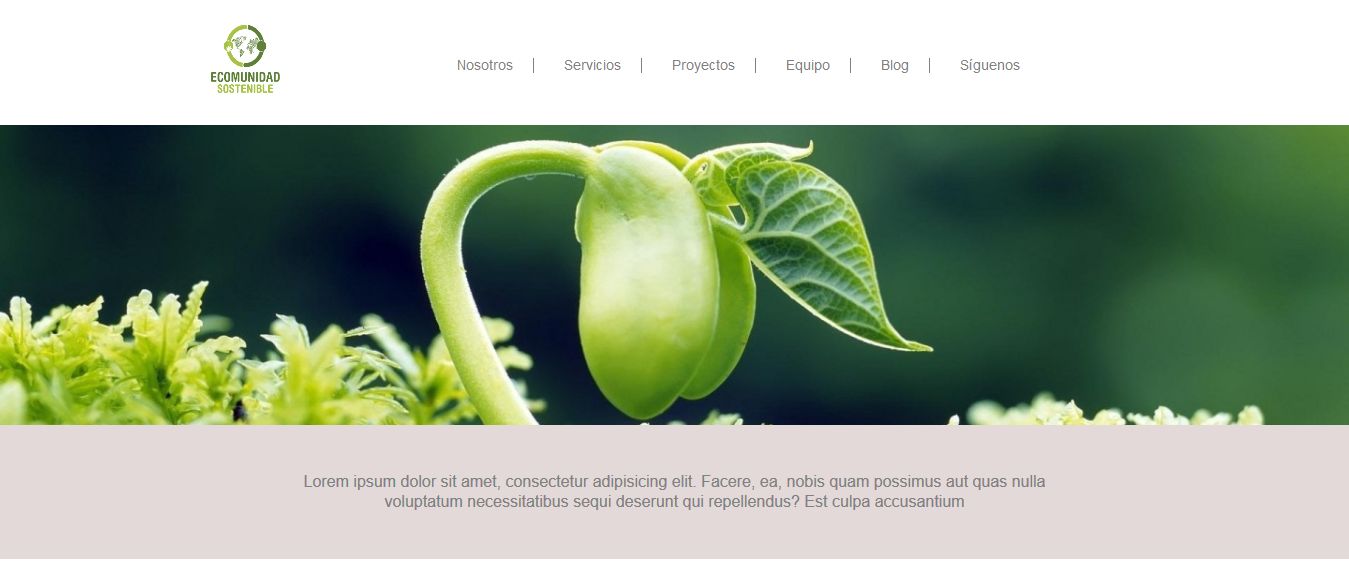 ECOMUNIDAD
SOSTENIBLE
Nosotros
Servicios
Proyectos
Equipo
Blog
Síguenos
Lorem ipsum dolor sit amet, consectetur adipisicing elit. Facere, ea, nobis quam possimus aut quas nulla
voluptatum necessitatibus sequi deserunt qui repellendus? Est culpa accusantium